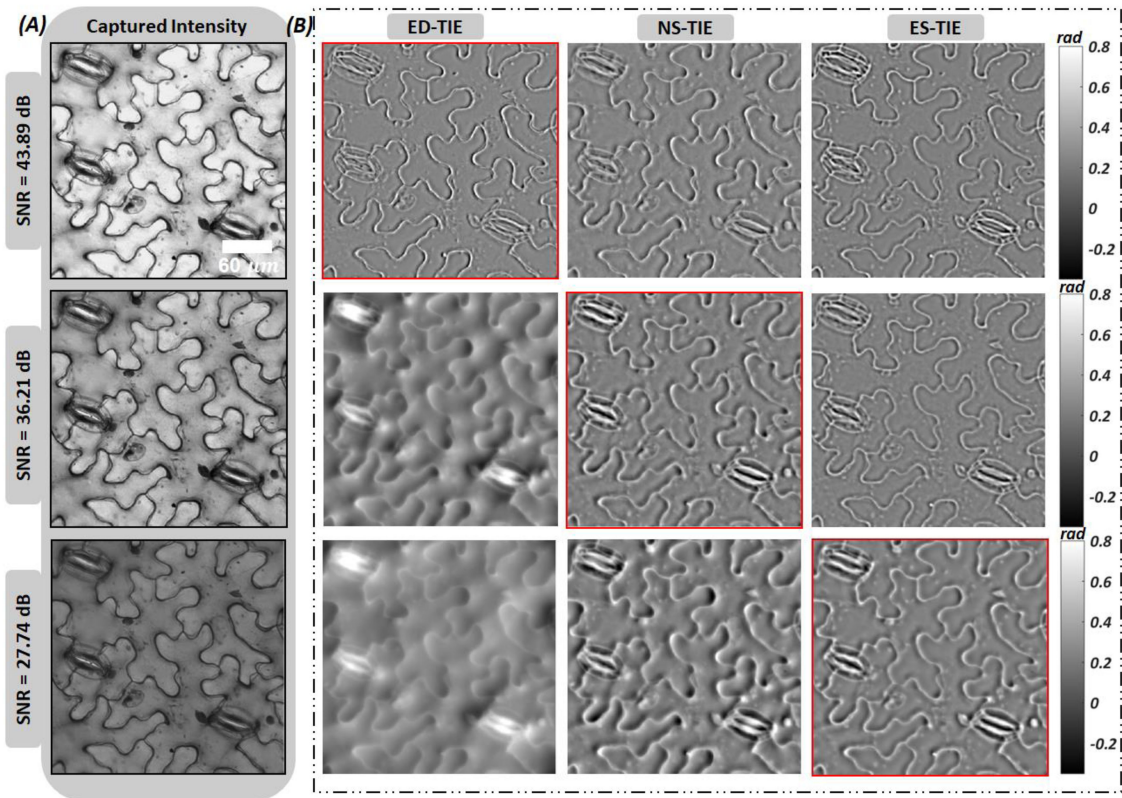 (A) Captured Intensity (B) ED-TIE NS-TIE ES-TIE
rad
SNR = 43.89 dB
0.8
0.6
0.4
0.2
0
-0.2
60 µm
SNR = 36.21 dB
rad
0.8
0.6
0.4
0.2
0
-0.2
SNR = 27.74 dB
rad
0.8
0.6
0.4
0.2
0
-0.2